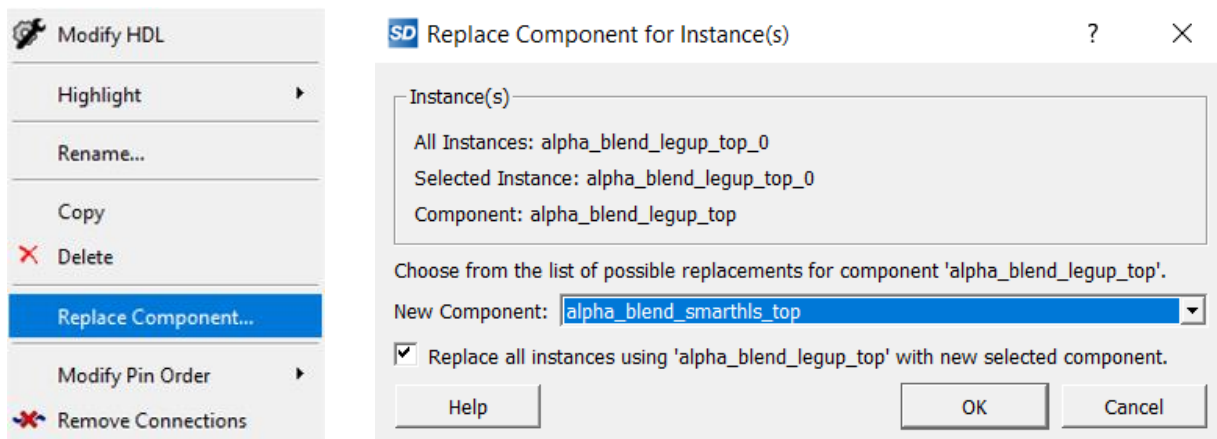 Modify HDL
Highlight
Rename...
Copy
Delete
Replace Component...
Modify Pin Order
Remove Connections
SD Replace Component for Instance(s) ?
Instance(s)
All Instances: alpha_blend_legup_top_0
Selected Instance: alpha_blend_legup_top_0
Component: alpha_blend_legup_top
Choose from the list of possible replacements for component 'alpha_blend_legup_top'.
New Component: alpha_blend_smarthls_top
Replace all instances using 'alpha_blend_legup_top' with new selected component.
Help OK Cancel